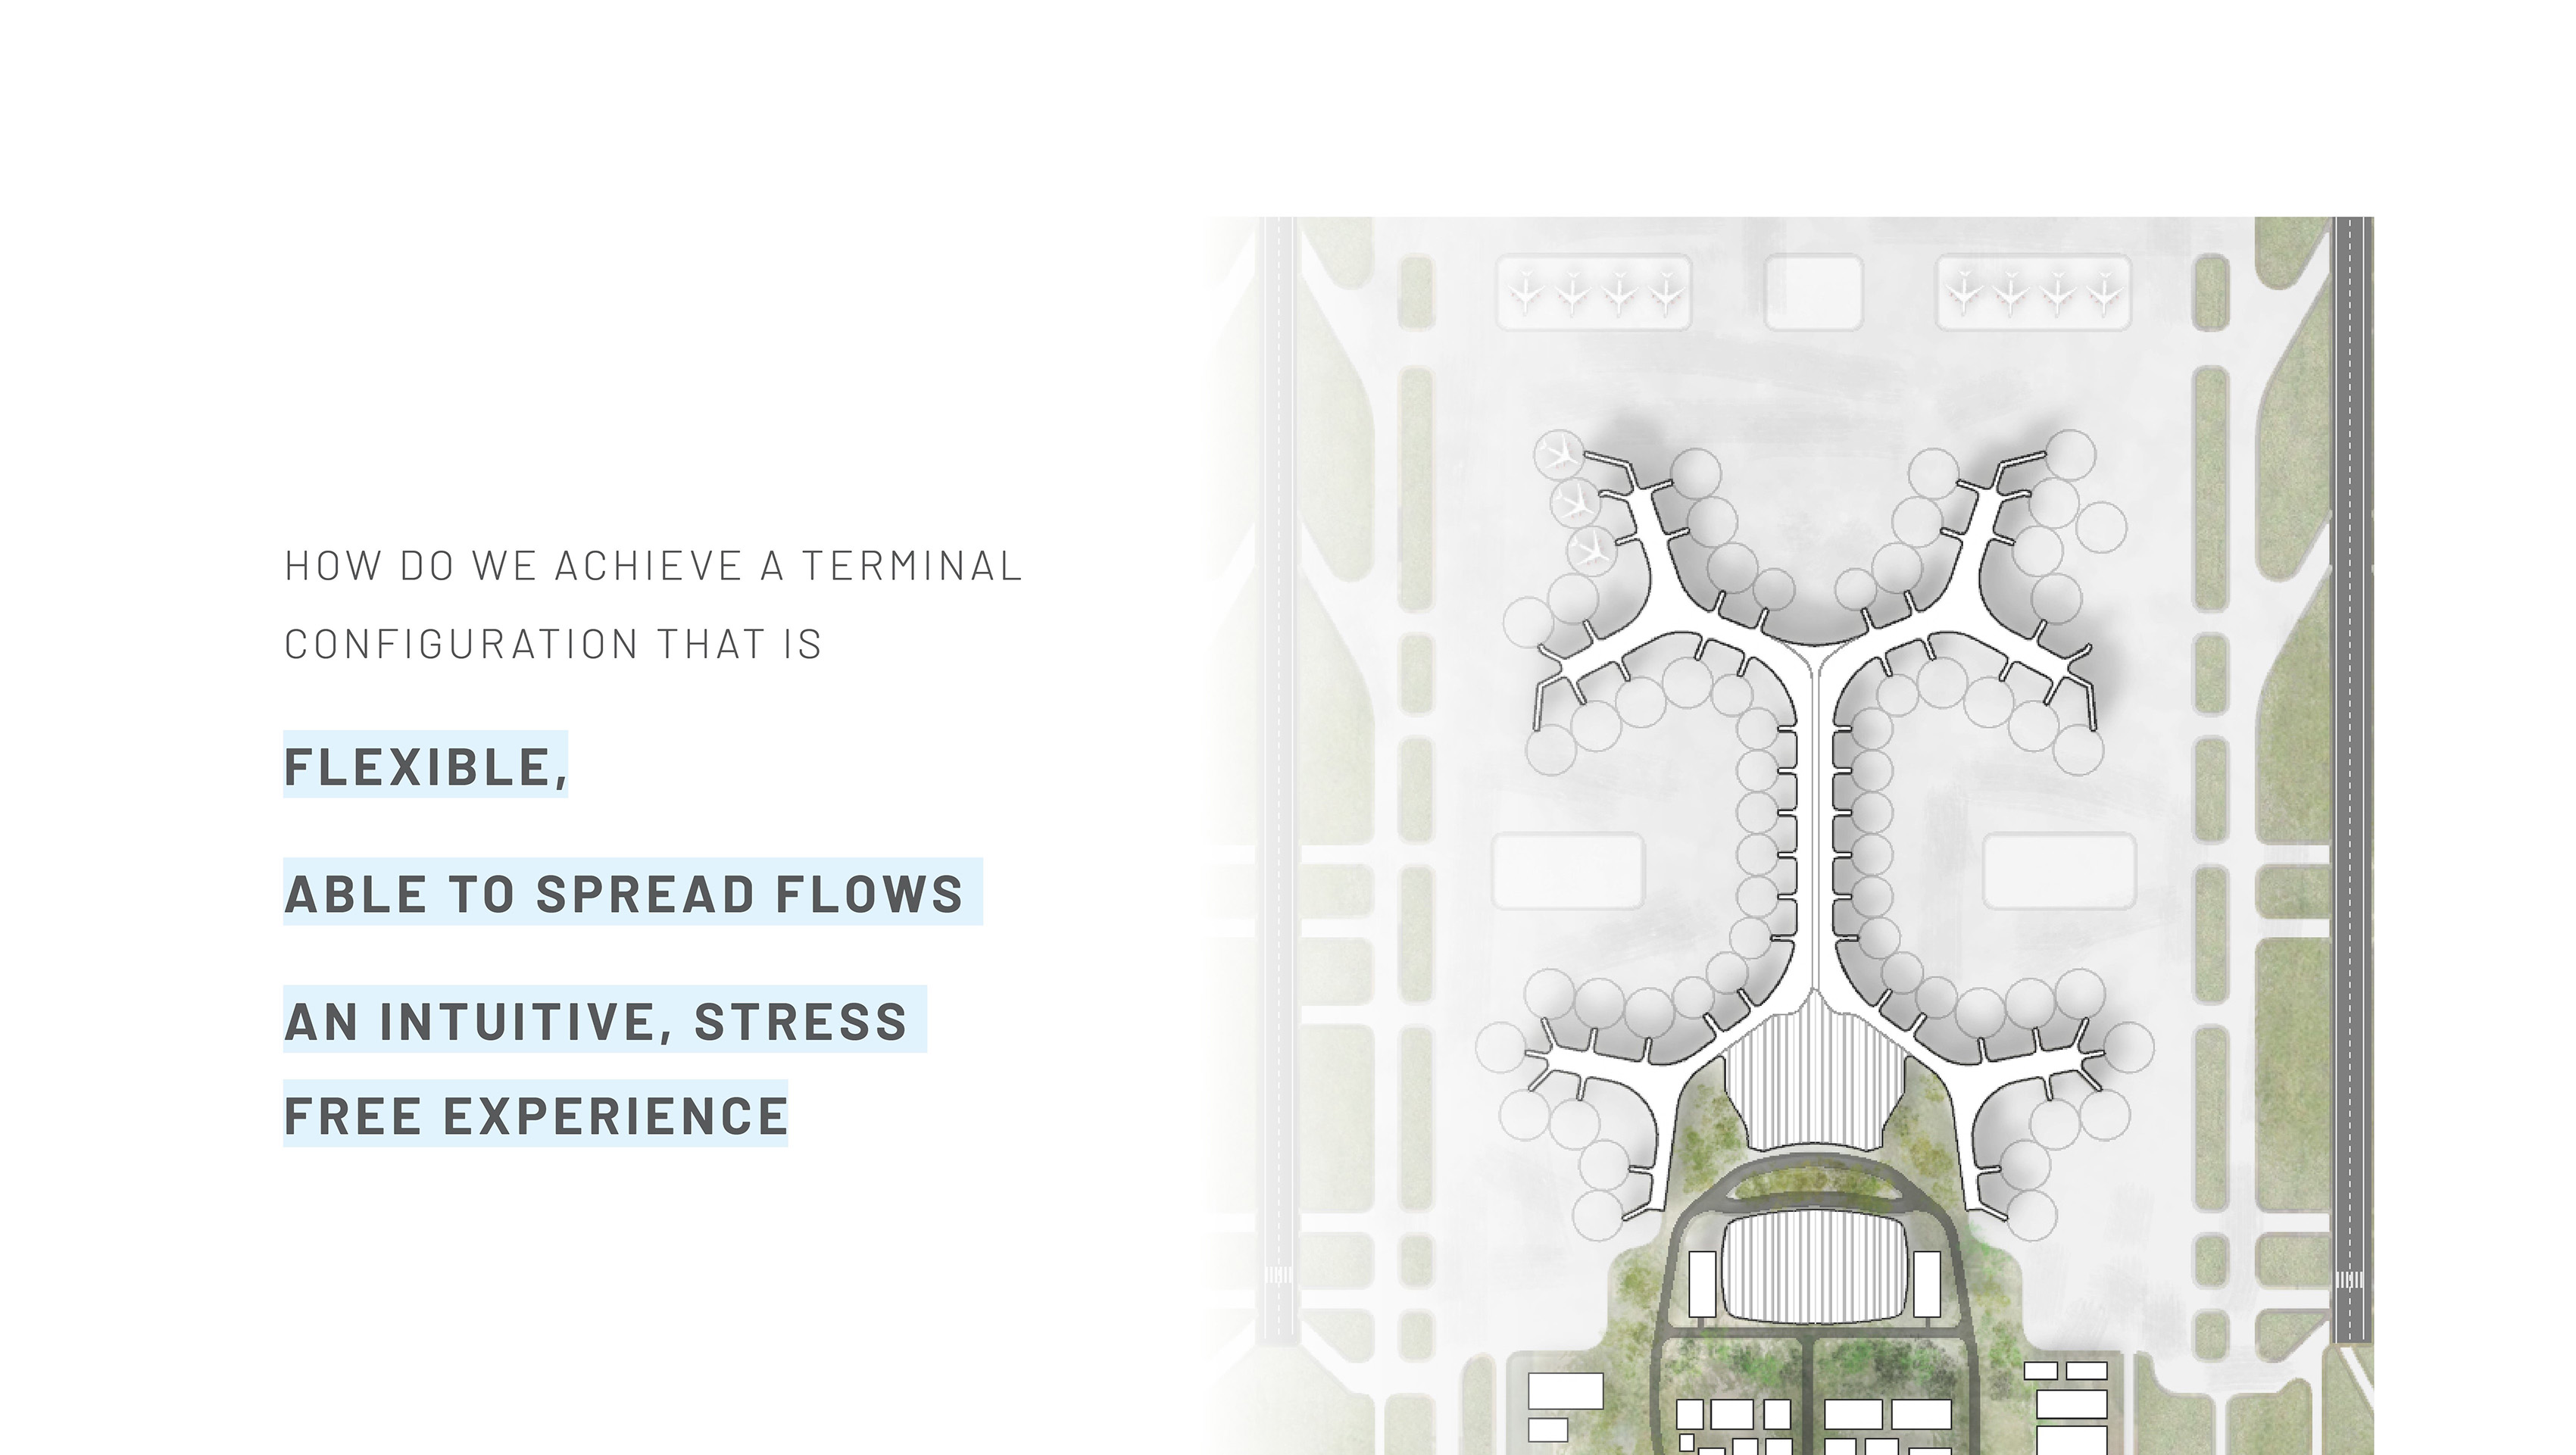 HOW DO WE ACHIEVE A TERMINAL
CONFIGURATION THAT IS
FLEXIBLE,
ABLE TO SPREAD FLOWS
AN INTUITIVE, STRESS
FREE EXPERIENCE